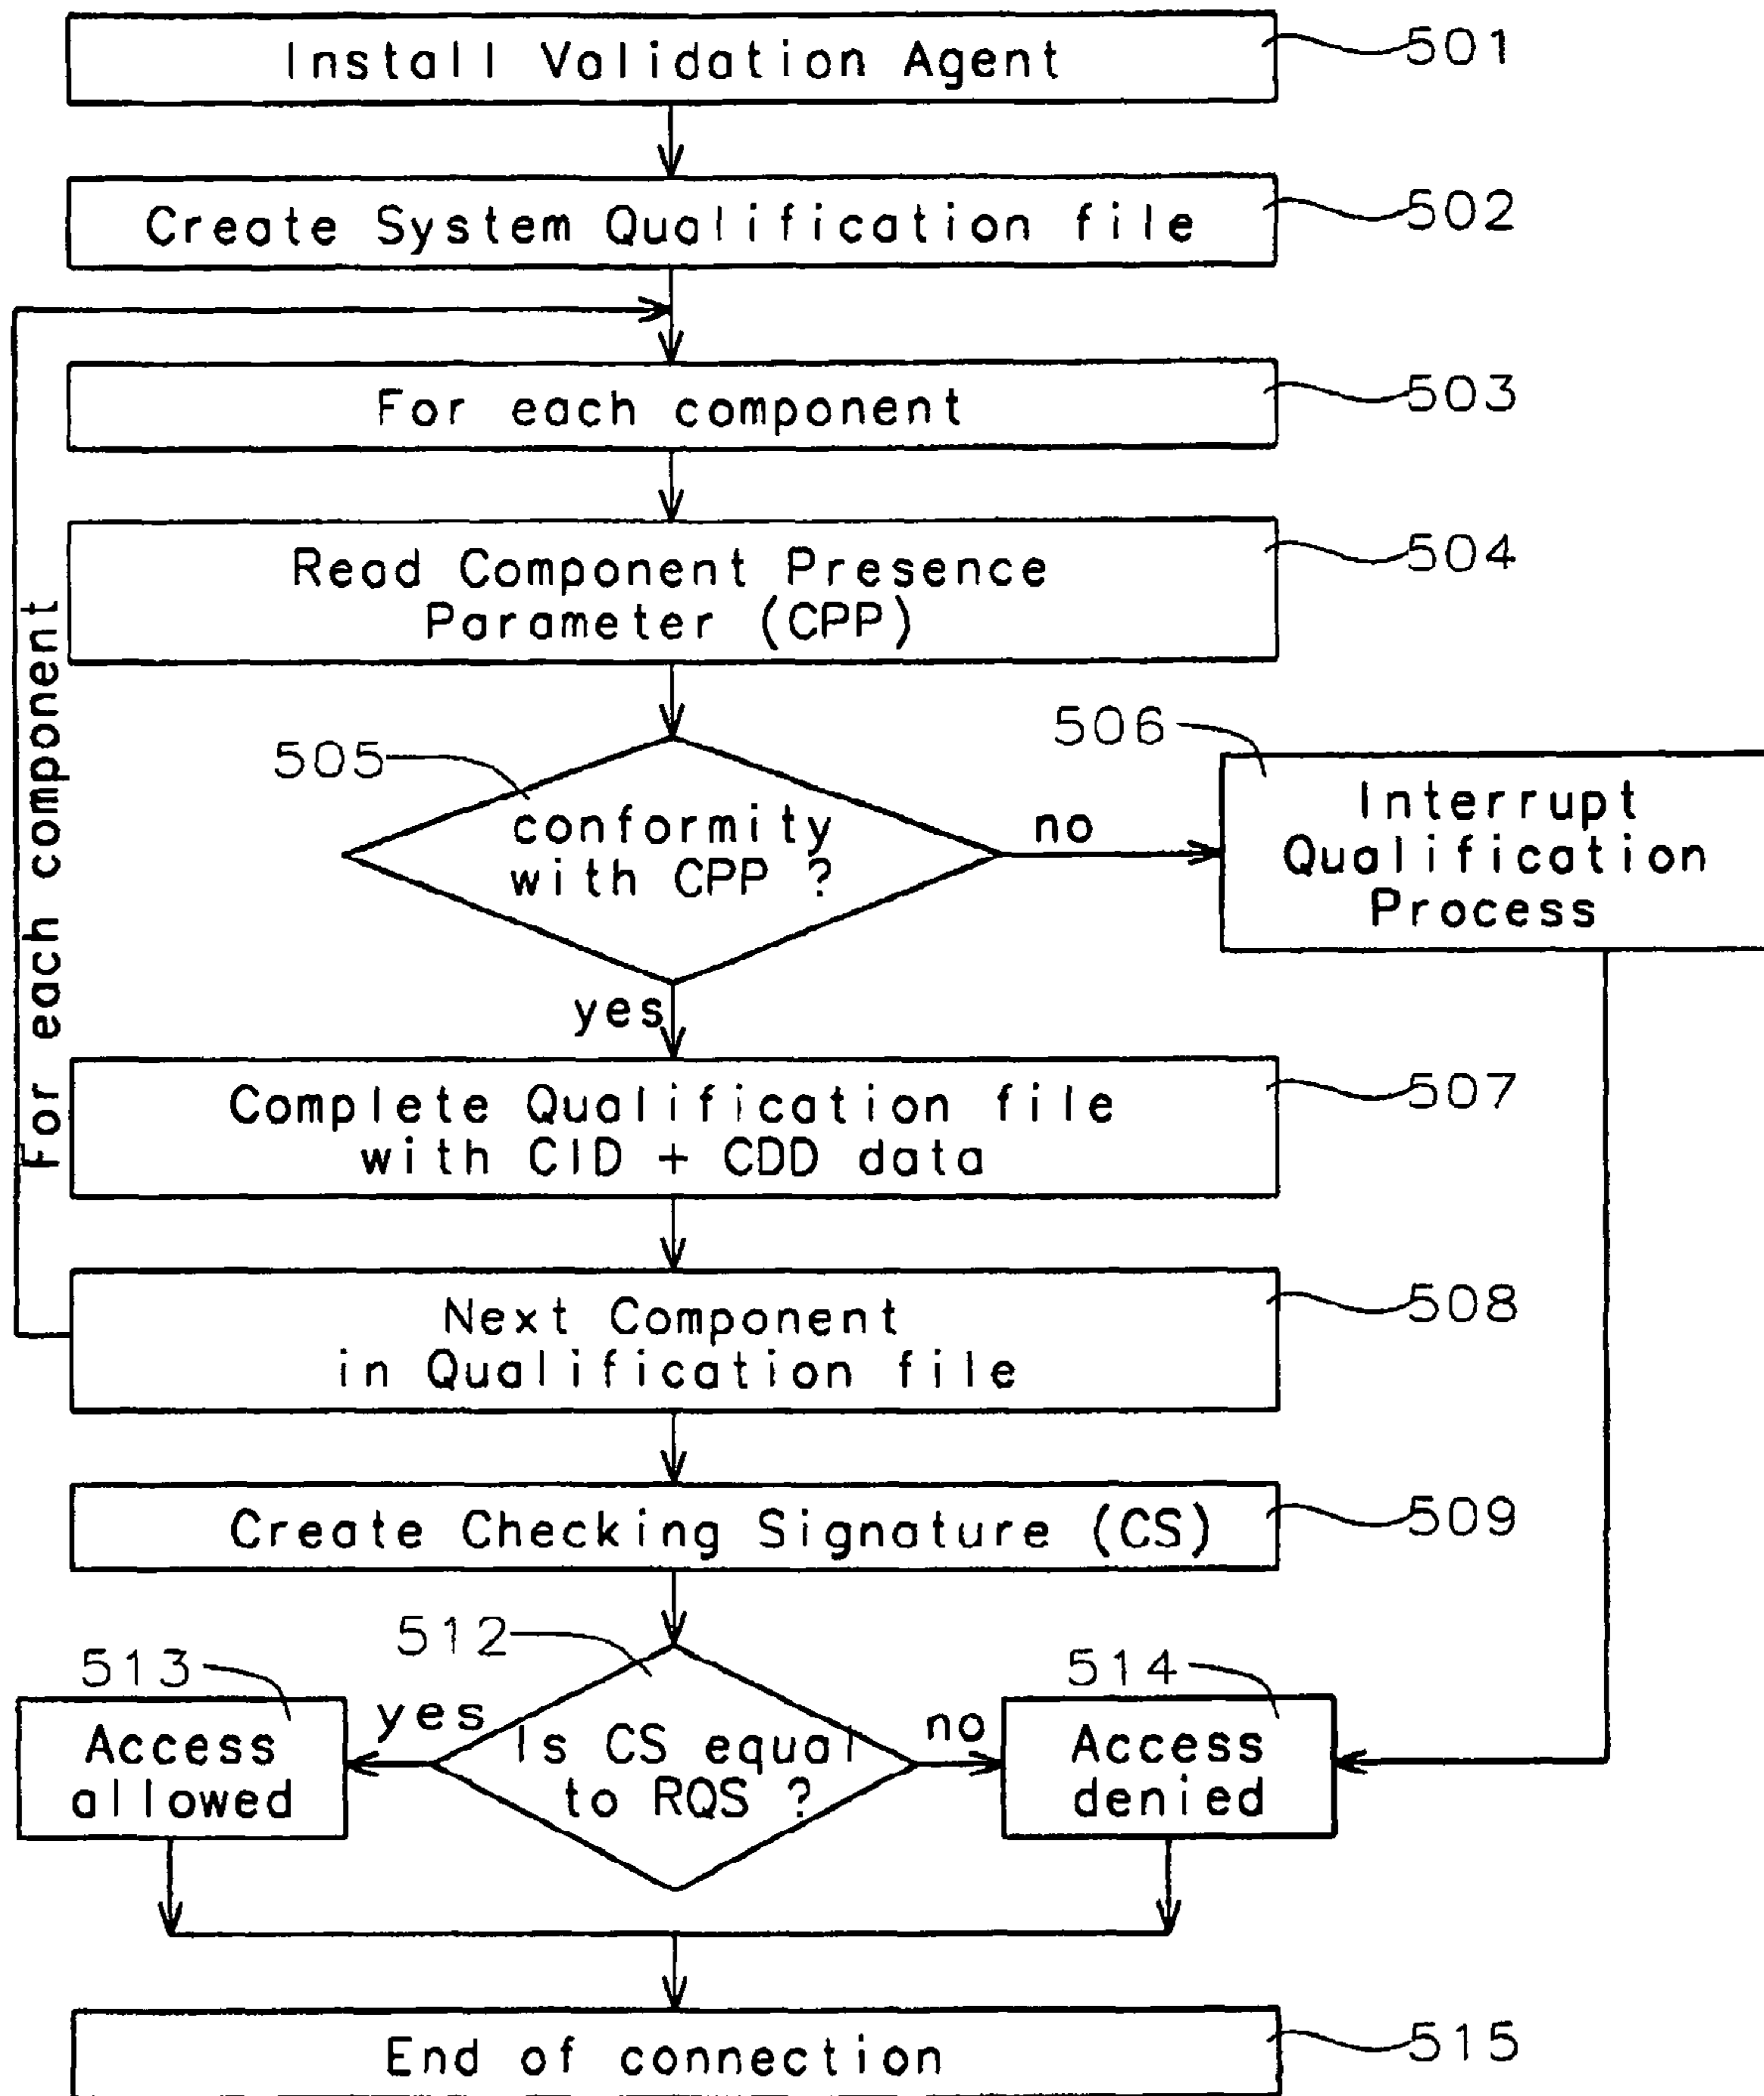 Install Validation Agent
501
Create System Qualification file
502
For each component
503
Read Component Presence
Parameter (CPP)
504
505
conformity
with CPP ?
no
506
Interrupt
Qualification
Process
yes
For each component
Complete Qualification file
with CID + CDD data
507
Next Component
in Qualification file
508
Create Checking Signature (CS)
509
512
513
514
yes
Is CS equal
to RQS ?
no
Access
allowed
Access
denied
End of connection
515